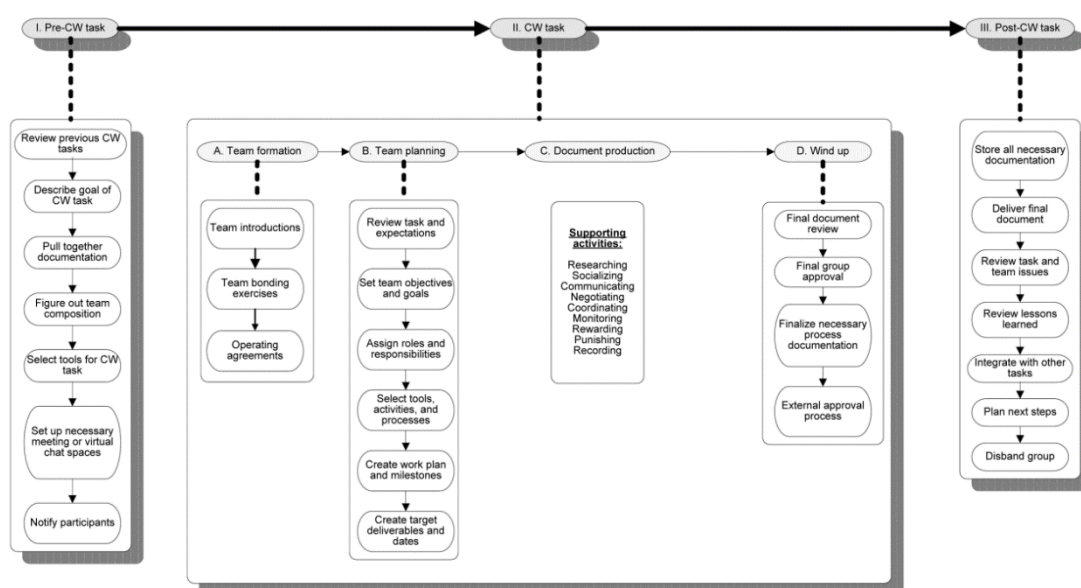 I. Pre-CW task
II. CW task
III. Post-CW task
Review previous CW
tasks
Describe goal of
CW task
Pull together
documentation
Figure out team
composition
Select tools for CW
task
Set up necessary
meeting or virtual
chat spaces
Notify participants
A. Team formation
B. Team planning
C. Document production
D. Wind up
Team introductions
Team bonding
exercises
Operating
agreements
Review task and
expectations
Set team objectives
and goals
Assign roles and
responsibilities
Select tools,
activities, and
processes
Create work plan
and milestones
Create target
deliverables and
dates
Supporting
activities:
Researching
Socializing
Communicating
Negotiating
Coordinating
Monitoring
Rewarding
Punishing
Recording
Final document
review
Final group
approval
Finalize necessary
process
documentation
External approval
process
Store all necessary
documentation
Deliver final
document
Review task and
team issues
Review lessons
learned
Integrate with other
tasks
Plan next steps
Disband group